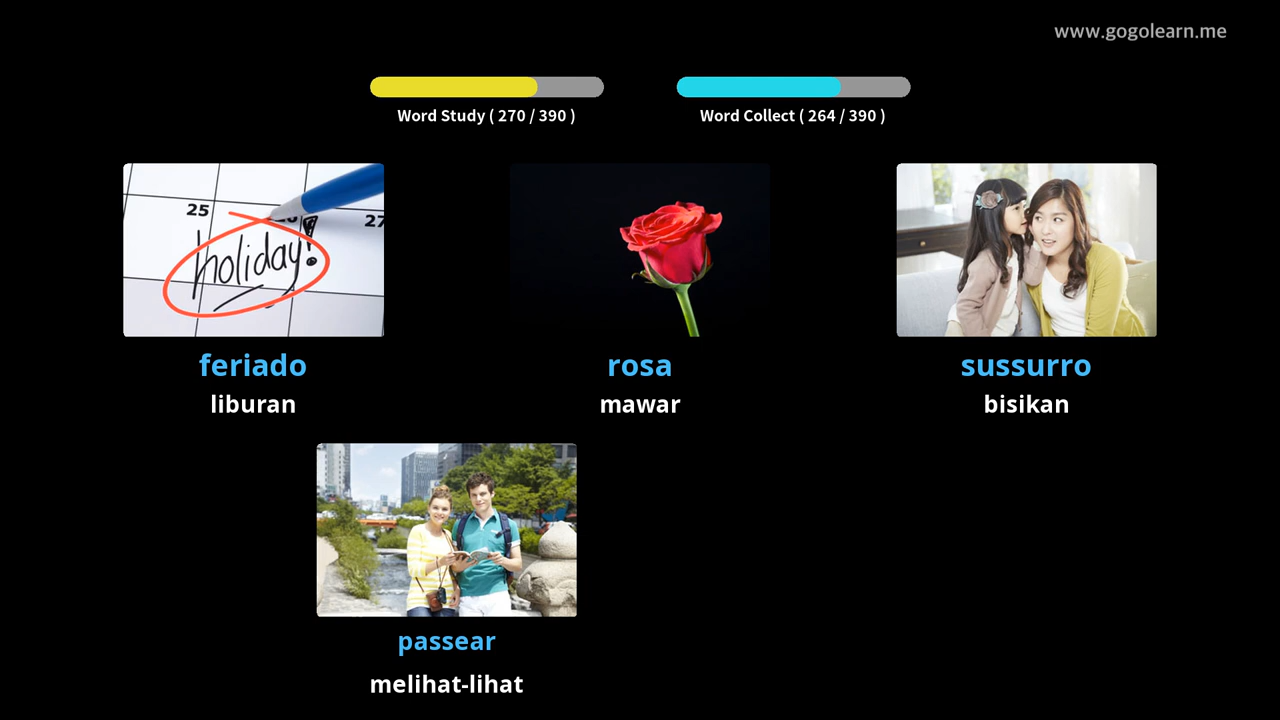 www.gogolearn.me
Word Study ( 270 / 390 )
Word Collect ( 264 / 390 )
25
27
holiday!
feriado
rosa
sussurro
liburan
mawar
bisikan
passear
melihat-lihat